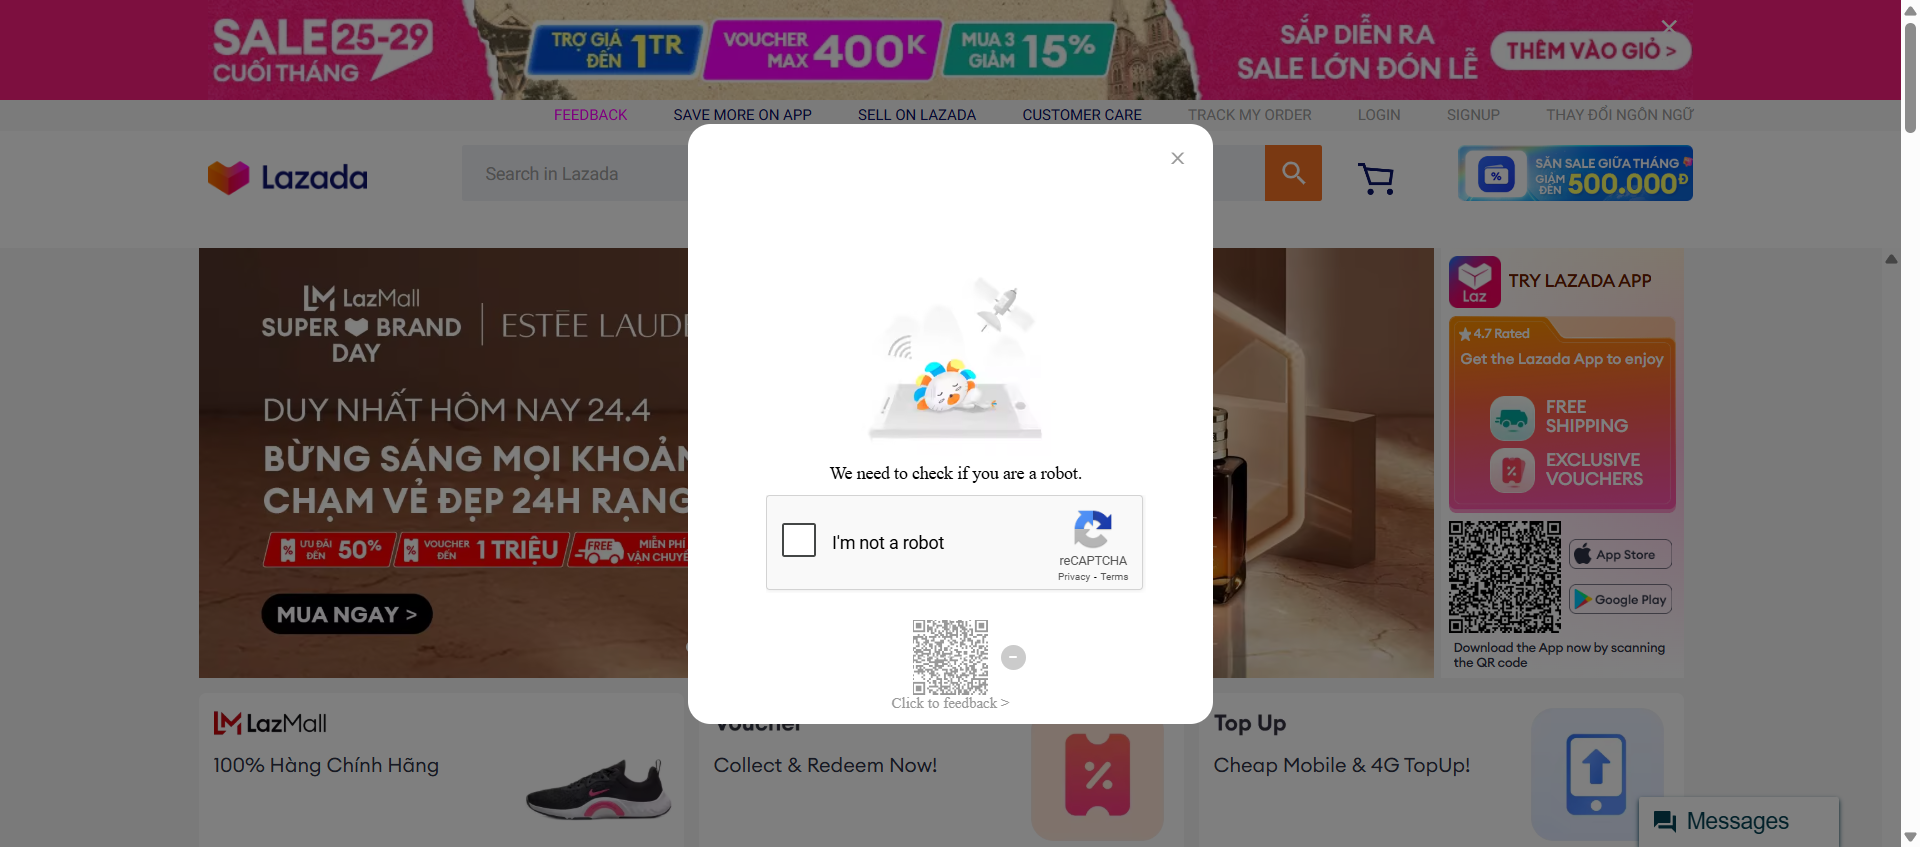 SALE 25-29
CUỐI THÁNG
TRỢ GIÁ
ĐẾN 1TR
VOUCHER
MAX 400K
MUA 3
GIẢM 15%
SẮP DIỄN RA
SALE LỚN ĐÓN LỄ
THÊM VÀO GIỎ >
FEEDBACK
SAVE MORE ON APP
SELL ON LAZADA
CUSTOMER CARE
TRACK MY ORDER
LOGIN
SIGNUP
THAY ĐỔI NGÔN NGỮ
Lazada
Search in Lazada
SĂN SALE GIỮA THÁNG
GIẢM
ĐẾN 500.000Đ
LazMall
SUPER BRAND
DAY
ESTĒE LAUDE
DUY NHẤT HÔM NAY 24.4
BỪNG SÁNG MỌI KHOẢN
CHẠM VẺ ĐẸP 24H RẠNG
ƯU ĐÃI
ĐẾN 50%
VOUCHER
ĐẾN 1 TRIỆU
FREE
MIỄN PHÍ
VẬN CHUYỂ
MUA NGAY >
We need to check if you are a robot.
I'm not a robot
reCAPTCHA
Privacy - Terms
Click to feedback >
Laz
TRY LAZADA APP
4.7 Rated
Get the Lazada App to enjoy
FREE
SHIPPING
EXCLUSIVE
VOUCHERS
App Store
Google Play
Download the App now by scanning
the QR code
LazMall
100% Hàng Chính Hãng
Voucher
Collect & Redeem Now!
Top Up
Cheap Mobile & 4G TopUp!
Messages